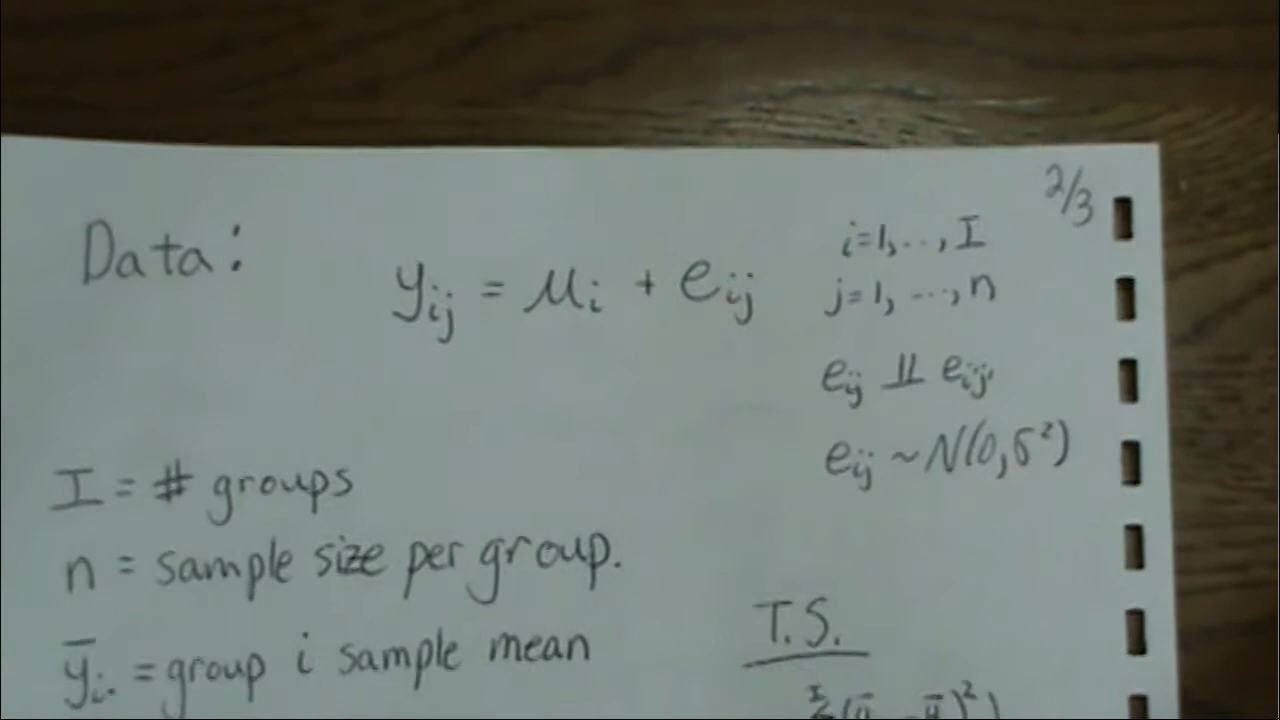 2/3
Data: y_ij = μ_i + e_ij i=1,..., I
j=1, ..., n
e_ij ⫫ e_ij'
e_ij ~ N(0,σ²)
I = # groups
n = sample size per group.
ȳ_i. = group i sample mean
T.S.